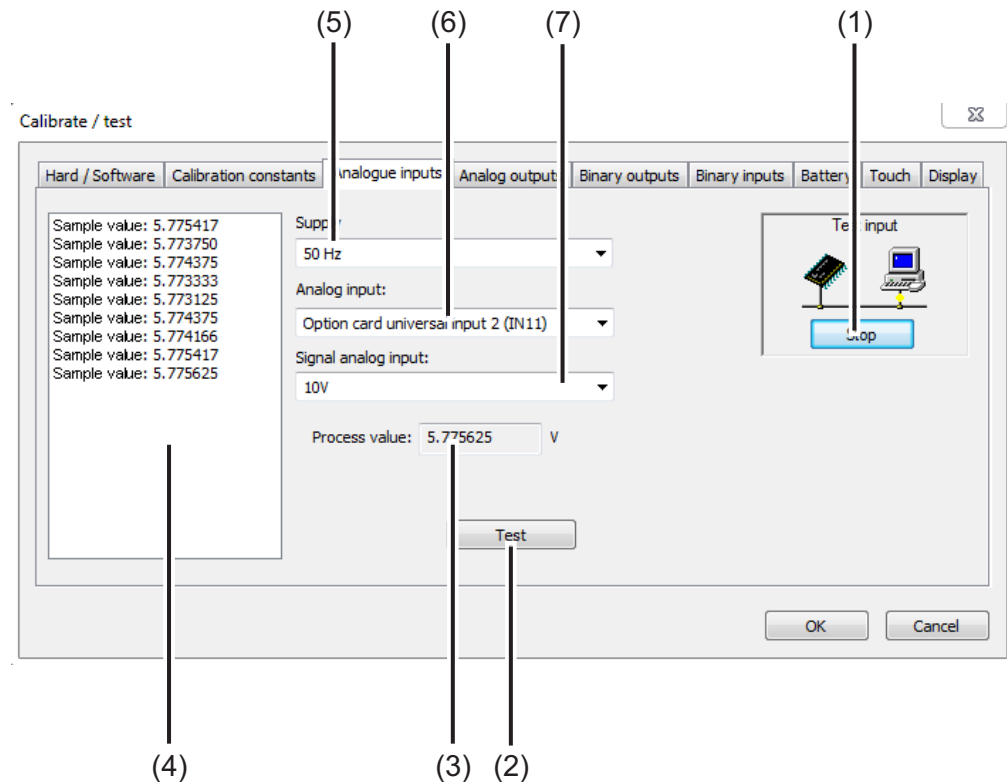 (5) (6) (7) (1)
Calibrate / test
Hard / Software Calibration constants Analogue inputs Analog outputs Binary outputs Binary inputs Battery Touch Display
Sample value: 5.775417
Sample value: 5.773750
Sample value: 5.774375
Sample value: 5.773333
Sample value: 5.773125
Sample value: 5.774375
Sample value: 5.774166
Sample value: 5.775417
Sample value: 5.775625
Supply
50 Hz
Analog input:
Option card universal input 2 (IN11)
Signal analog input:
10V
Process value: 5.775625 V
Test
Test input
Stop
OK Cancel
(4) (3) (2)